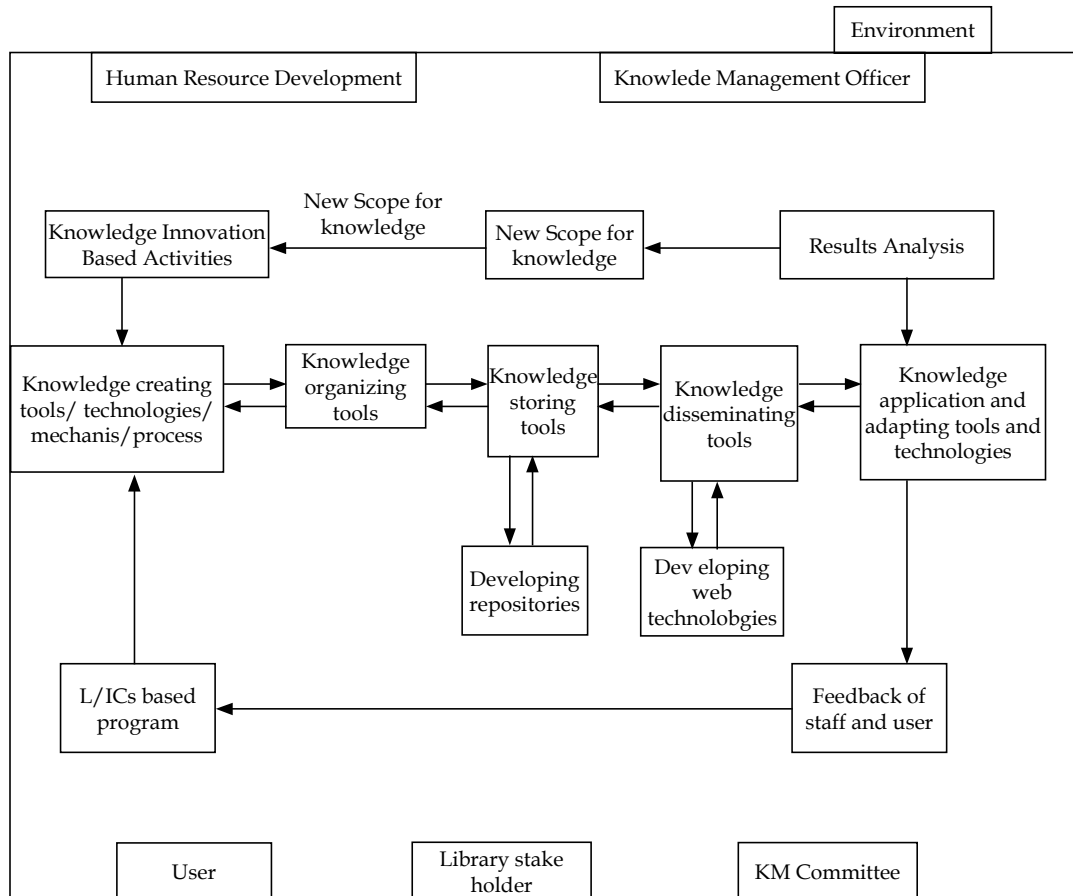 Environment
Human Resource Development
Knowlede Management Officer
New Scope for
knowledge
Knowledge Innovation
Based Activities
New Scope for
knowledge
Results Analysis
Knowledge creating
tools/ technologies/
mechanis/process
Knowledge
organizing
tools
Knowledge
storing
tools
Knowledge
disseminating
tools
Knowledge
application and
adapting tools and
technologies
Developing
repositories
Dev eloping
web
technolobgies
L/ICs based
program
Feedback of
staff and user
User
Library stake
holder
KM Committee